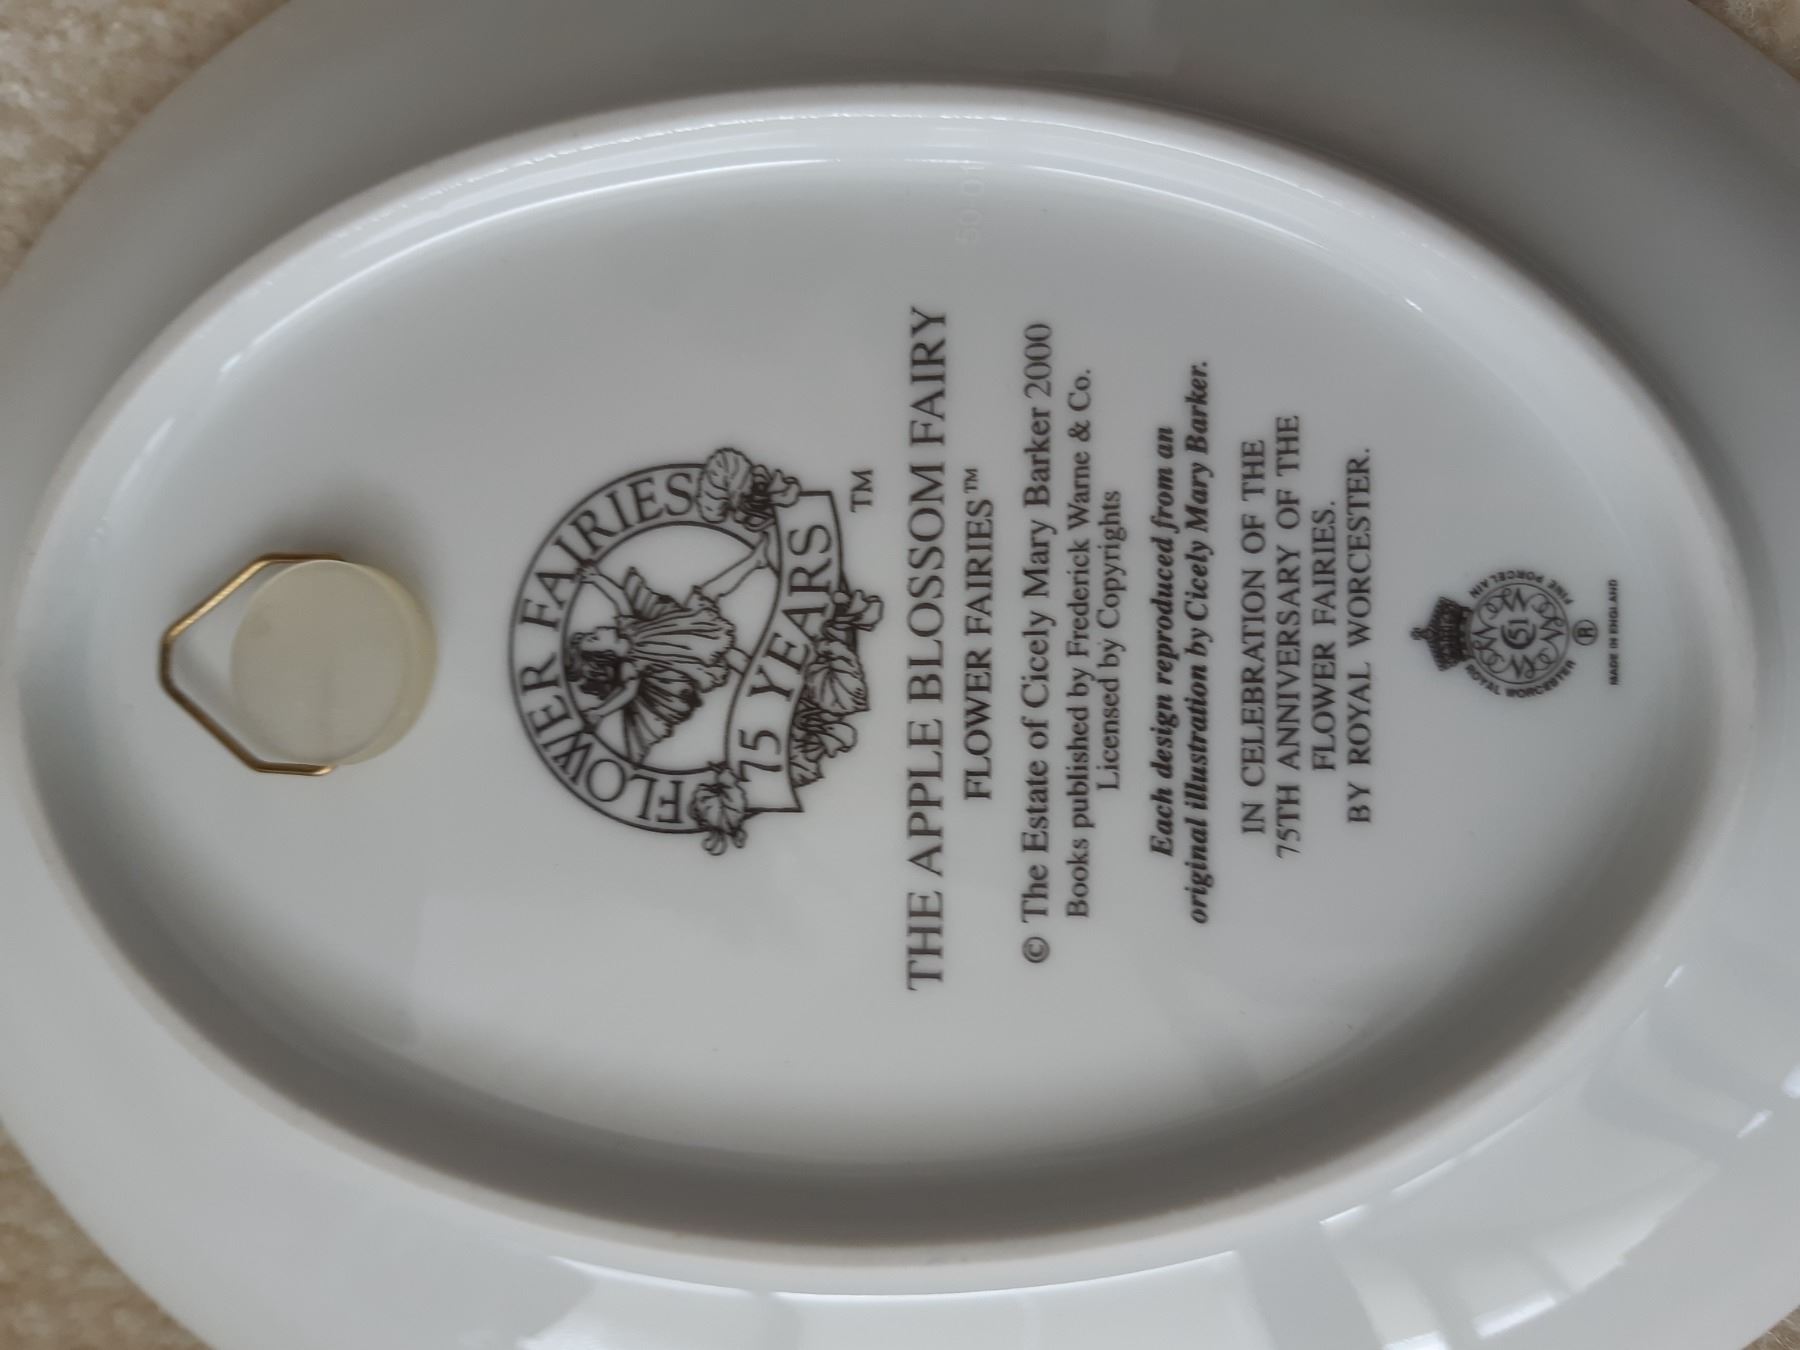 FLOWER FAIRIES
75 YEARS
TM
THE APPLE BLOSSOM FAIRY
FLOWER FAIRIES™
© The Estate of Cicely Mary Barker 2000
Books published by Frederick Warne & Co.
Licensed by Copyrights
Each design reproduced from an
original illustration by Cicely Mary Barker.
IN CELEBRATION OF THE
75TH ANNIVERSARY OF THE
FLOWER FAIRIES.
BY ROYAL WORCESTER.
ROYAL WORCESTER
51
FINE PORCELAIN
®
MADE IN ENGLAND